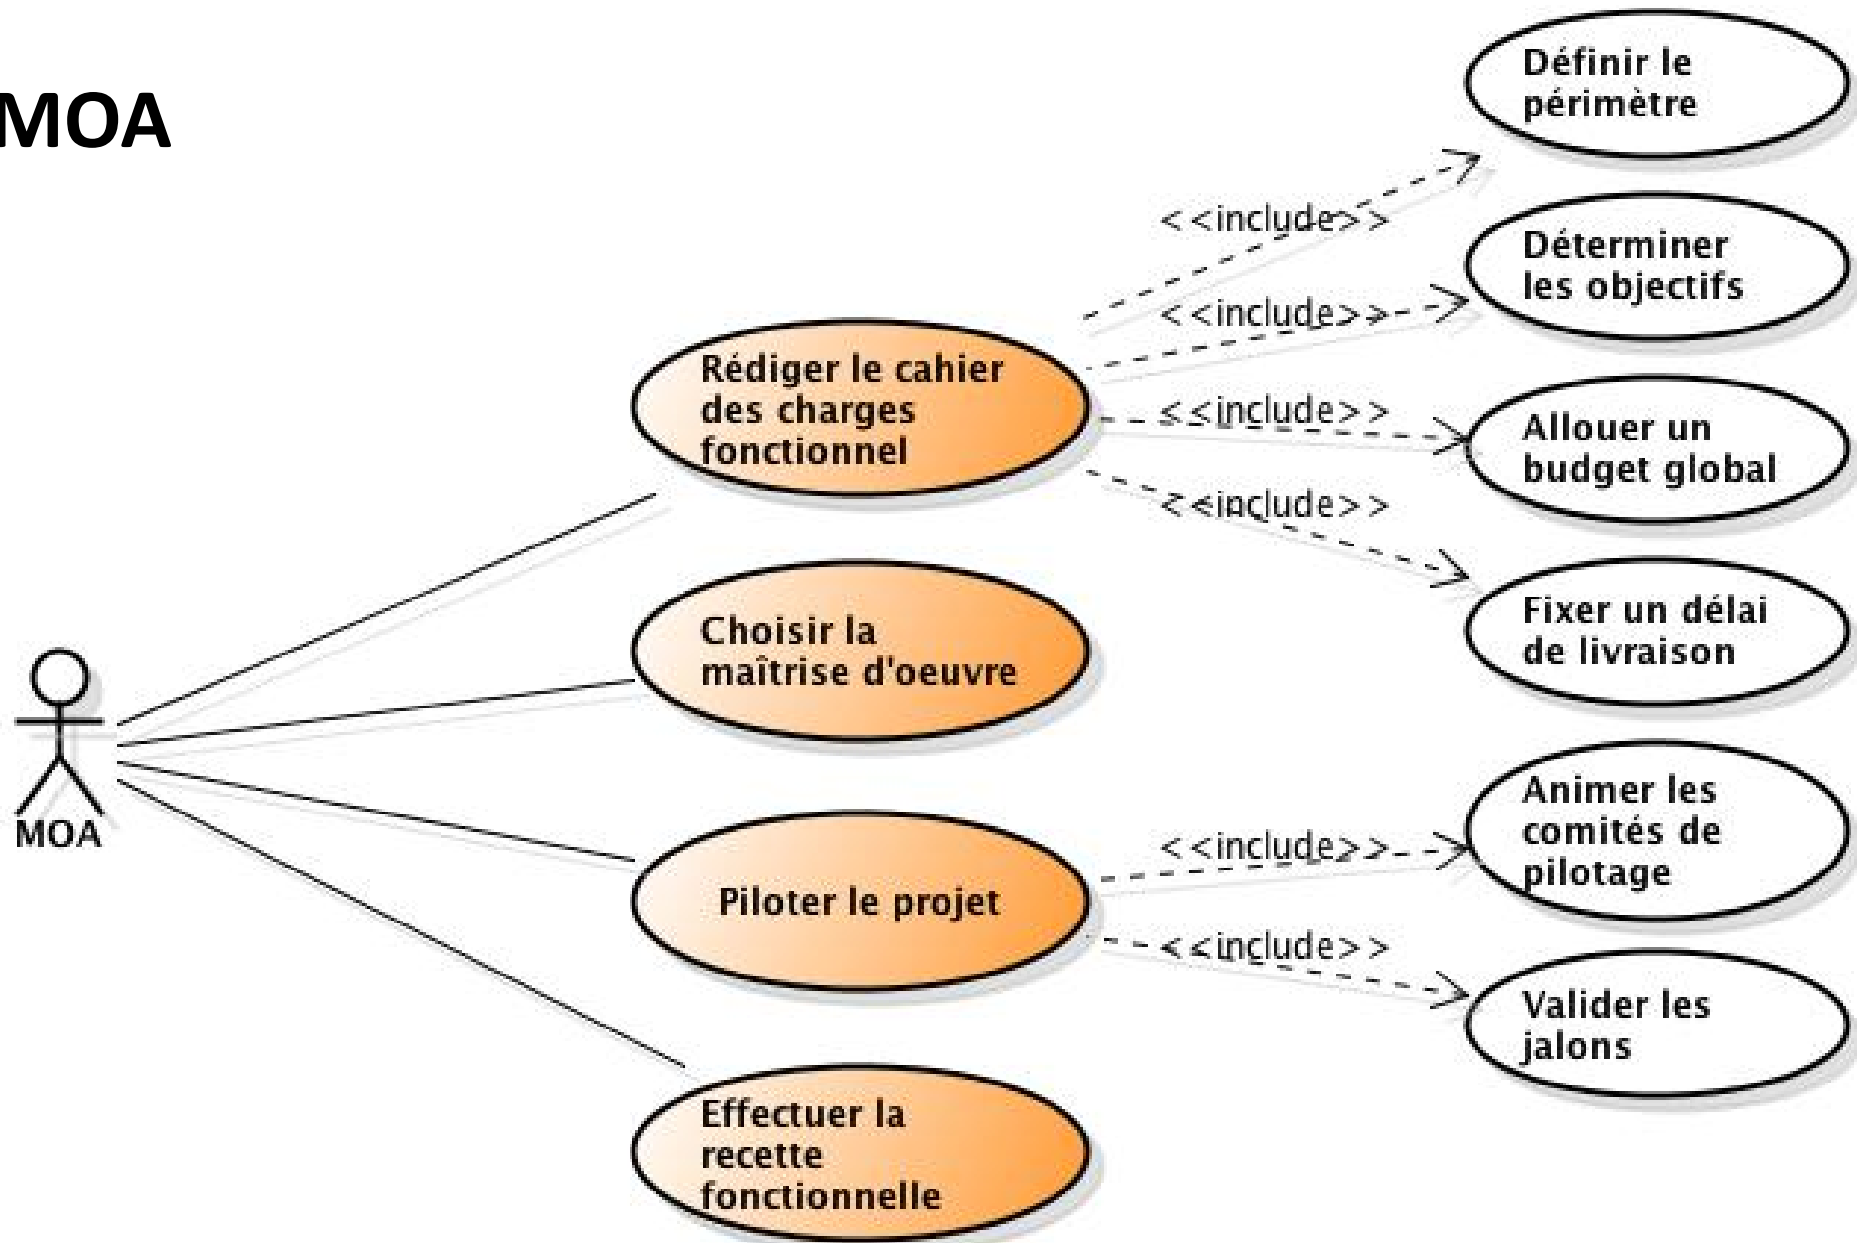 MOA
Définir le
périmètre
<<include>>
Déterminer
les objectifs
<<include>>
Rédiger le cahier
des charges
fonctionnel
<<include>>
Allouer un
budget global
<<include>>
Fixer un délai
de livraison
Choisir la
maîtrise d'oeuvre
MOA
Animer les
comités de
pilotage
<<include>>
Piloter le projet
<<include>>
Valider les
jalons
Effectuer la
recette
fonctionnelle